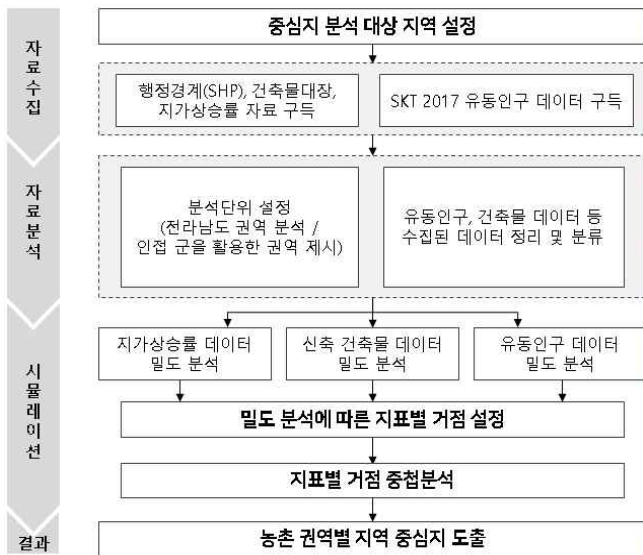 자료수집
중심지 분석 대상 지역 설정
행정경계(SHP), 건축물대장,
지가상승률 자료 구득
SKT 2017 유동인구 데이터 구득
자료분석
분석단위 설정
(전라남도 권역 분석 /
인접 군을 활용한 권역 제시)
유동인구, 건축물 데이터 등
수집된 데이터 정리 및 분류
시뮬레이션
지가상승률 데이터
밀도 분석
신축 건축물 데이터
밀도 분석
유동인구 데이터
밀도 분석
밀도 분석에 따른 지표별 거점 설정
지표별 거점 중첩분석
결과
농촌 권역별 지역 중심지 도출